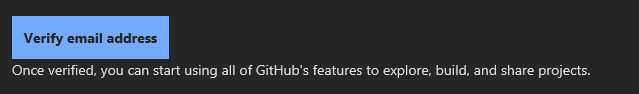 Verify email address
Once verified, you can start using all of GitHub's features to explore, build, and share projects.